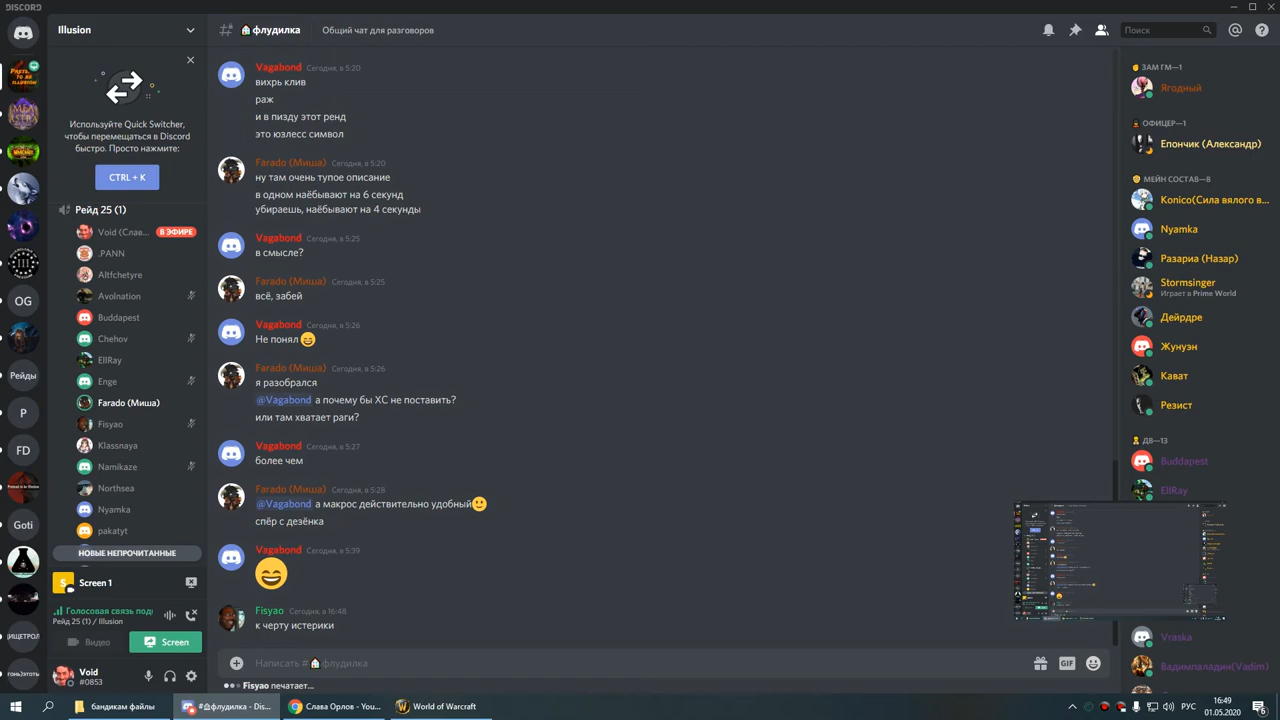 DISCORD
Illusion
🏠флудилка
Общий чат для разговоров
Поиск
Используйте Quick Switcher,
чтобы перемещаться в Discord
быстро. Просто нажмите:
CTRL + K
Рейд 25 (1)
Void (Слав...
В ЭФИРЕ
.PANN
Altfchetyre
Avolnation
Buddapest
Chehov
EllRay
Enge
Farado (Миша)
Fisyao
Klassnaya
Namikaze
Northsea
Nyamka
pakatyt
НОВЫЕ НЕПРОЧИТАННЫЕ
Screen 1
Голосовая связь под
Рейд 25 (1) / Illusion
Видео
Screen
Void
#0853
OG
Рейды
P
FD
Goti
Vagabond Сегодня, в 5:20
вихрь клив
раж
и в пизду этот ренд
это юзлесс символ
Farado (Миша) Сегодня, в 5:20
ну там очень тупое описание
в одном наёбывают на 6 секунд
убираешь, наёбывают на 4 секунды
Vagabond Сегодня, в 5:25
в смысле?
Farado (Миша) Сегодня, в 5:25
всё, забей
Vagabond Сегодня, в 5:26
Не понял😄
Farado (Миша) Сегодня, в 5:26
я разобрался
@Vagabond а почему бы ХС не поставить?
или там хватает раги?
Vagabond Сегодня, в 5:27
более чем
Farado (Миша) Сегодня, в 5:28
@Vagabond а макрос действительно удобный🙂
спёр с дезёнка
Vagabond Сегодня, в 5:39
😄
Fisyao Сегодня, в 16:48
к черту истерики
Написать #🏠флудилка
GIF
Fisyao печатает...
ЗАМ ГМ—1
Ягодный
ОФИЦЕР—1
Епончик (Александр)
МЕЙН СОСТАВ—8
Konico(Сила вялого в...
Nyamka
Разариа (Назар)
Stormsinger
Играет в Prime World
Дейрдре
Жунуэн
Кават
Резист
ДВ—13
Buddapest
EllRay
Vraska
Вадимпаладин(Vadim)
бандикам файлы
#🏠флудилка - Dis...
Слава Орлов - You...
World of Warcraft
РУС
16:49
01.05.2020
6